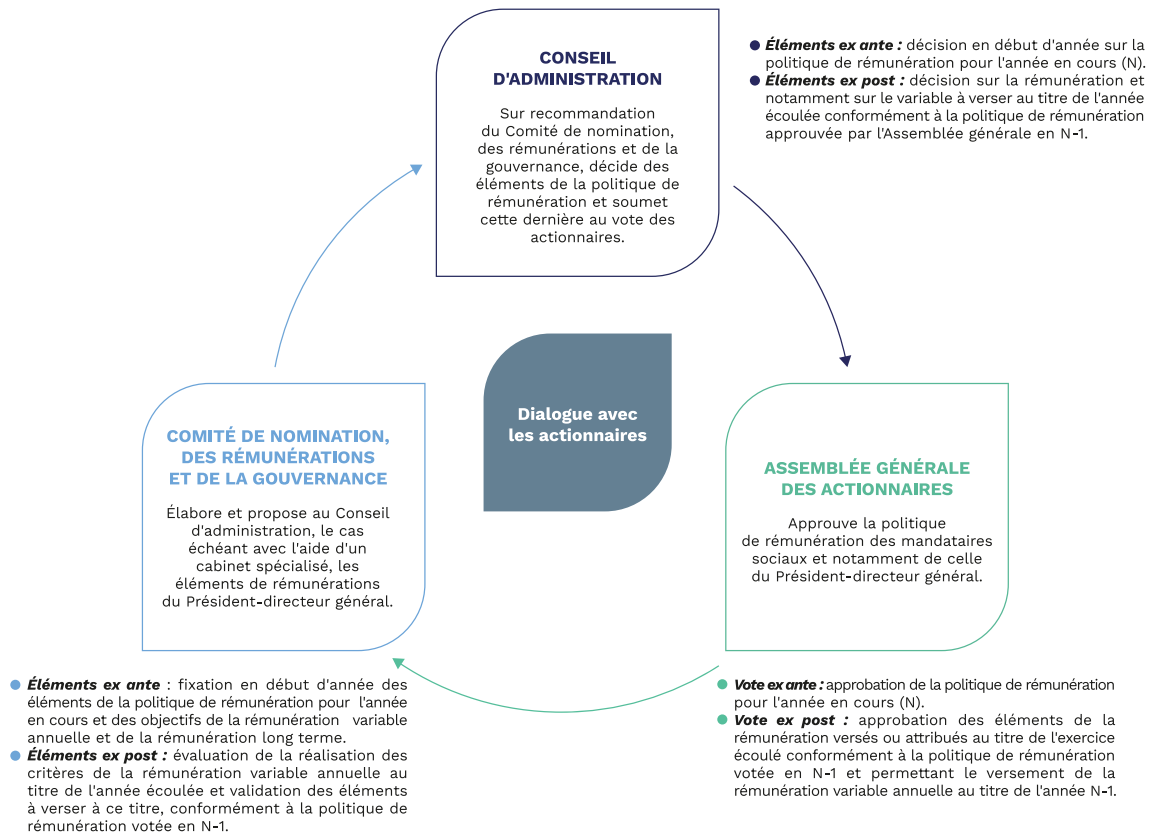 CONSEIL
D'ADMINISTRATION
Sur recommandation
du Comité de nomination,
des rémunérations et de la
gouvernance, décide des
éléments de la politique de
rémunération et soumet
cette dernière au vote des
actionnaires.
● Éléments ex ante : décision en début d'année sur la
politique de rémunération pour l'année en cours (N).
● Éléments ex post : décision sur la rémunération et
notamment sur le variable à verser au titre de l'année
écoulée conformément à la politique de rémunération
approuvée par l'Assemblée générale en N-1.
Dialogue avec
les actionnaires
COMITÉ DE NOMINATION,
DES RÉMUNÉRATIONS
ET DE LA GOUVERNANCE
Élabore et propose au Conseil
d'administration, le cas
échéant avec l'aide d'un
cabinet spécialisé, les
éléments de rémunérations
du Président-directeur général.
● Éléments ex ante : fixation en début d'année des
éléments de la politique de rémunération pour l'année
en cours et des objectifs de la rémunération variable
annuelle et de la rémunération long terme.
● Éléments ex post : évaluation de la réalisation des
critères de la rémunération variable annuelle au
titre de l'année écoulée et validation des éléments
à verser à ce titre, conformément à la politique de
rémunération votée en N-1.
ASSEMBLÉE GÉNÉRALE
DES ACTIONNAIRES
Approuve la politique
de rémunération des mandataires
sociaux et notamment de celle
du Président-directeur général.
● Vote ex ante : approbation de la politique de rémunération
pour l'année en cours (N).
● Vote ex post : approbation des éléments de la
rémunération versés ou attribués au titre de l'exercice
écoulé conformément à la politique de rémunération
votée en N-1 et permettant le versement de la
rémunération variable annuelle au titre de l'année N-1.